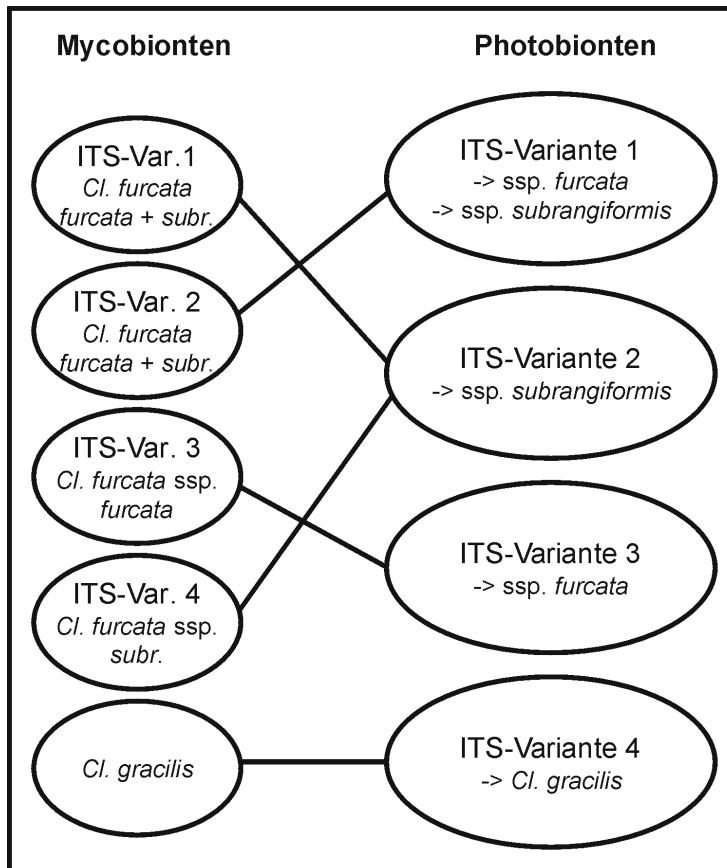 Mycobionten
ITS-Var.1
Cl. furcata
furcata + subr.
ITS-Var. 2
Cl. furcata
furcata + subr.
ITS-Var. 3
Cl. furcata ssp.
furcata
ITS-Var. 4
Cl. furcata ssp.
subr.
Cl. gracilis
Photobionten
ITS-Variante 1
-> ssp. furcata
-> ssp. subrangiformis
ITS-Variante 2
-> ssp. subrangiformis
ITS-Variante 3
-> ssp. furcata
ITS-Variante 4
-> Cl. gracilis